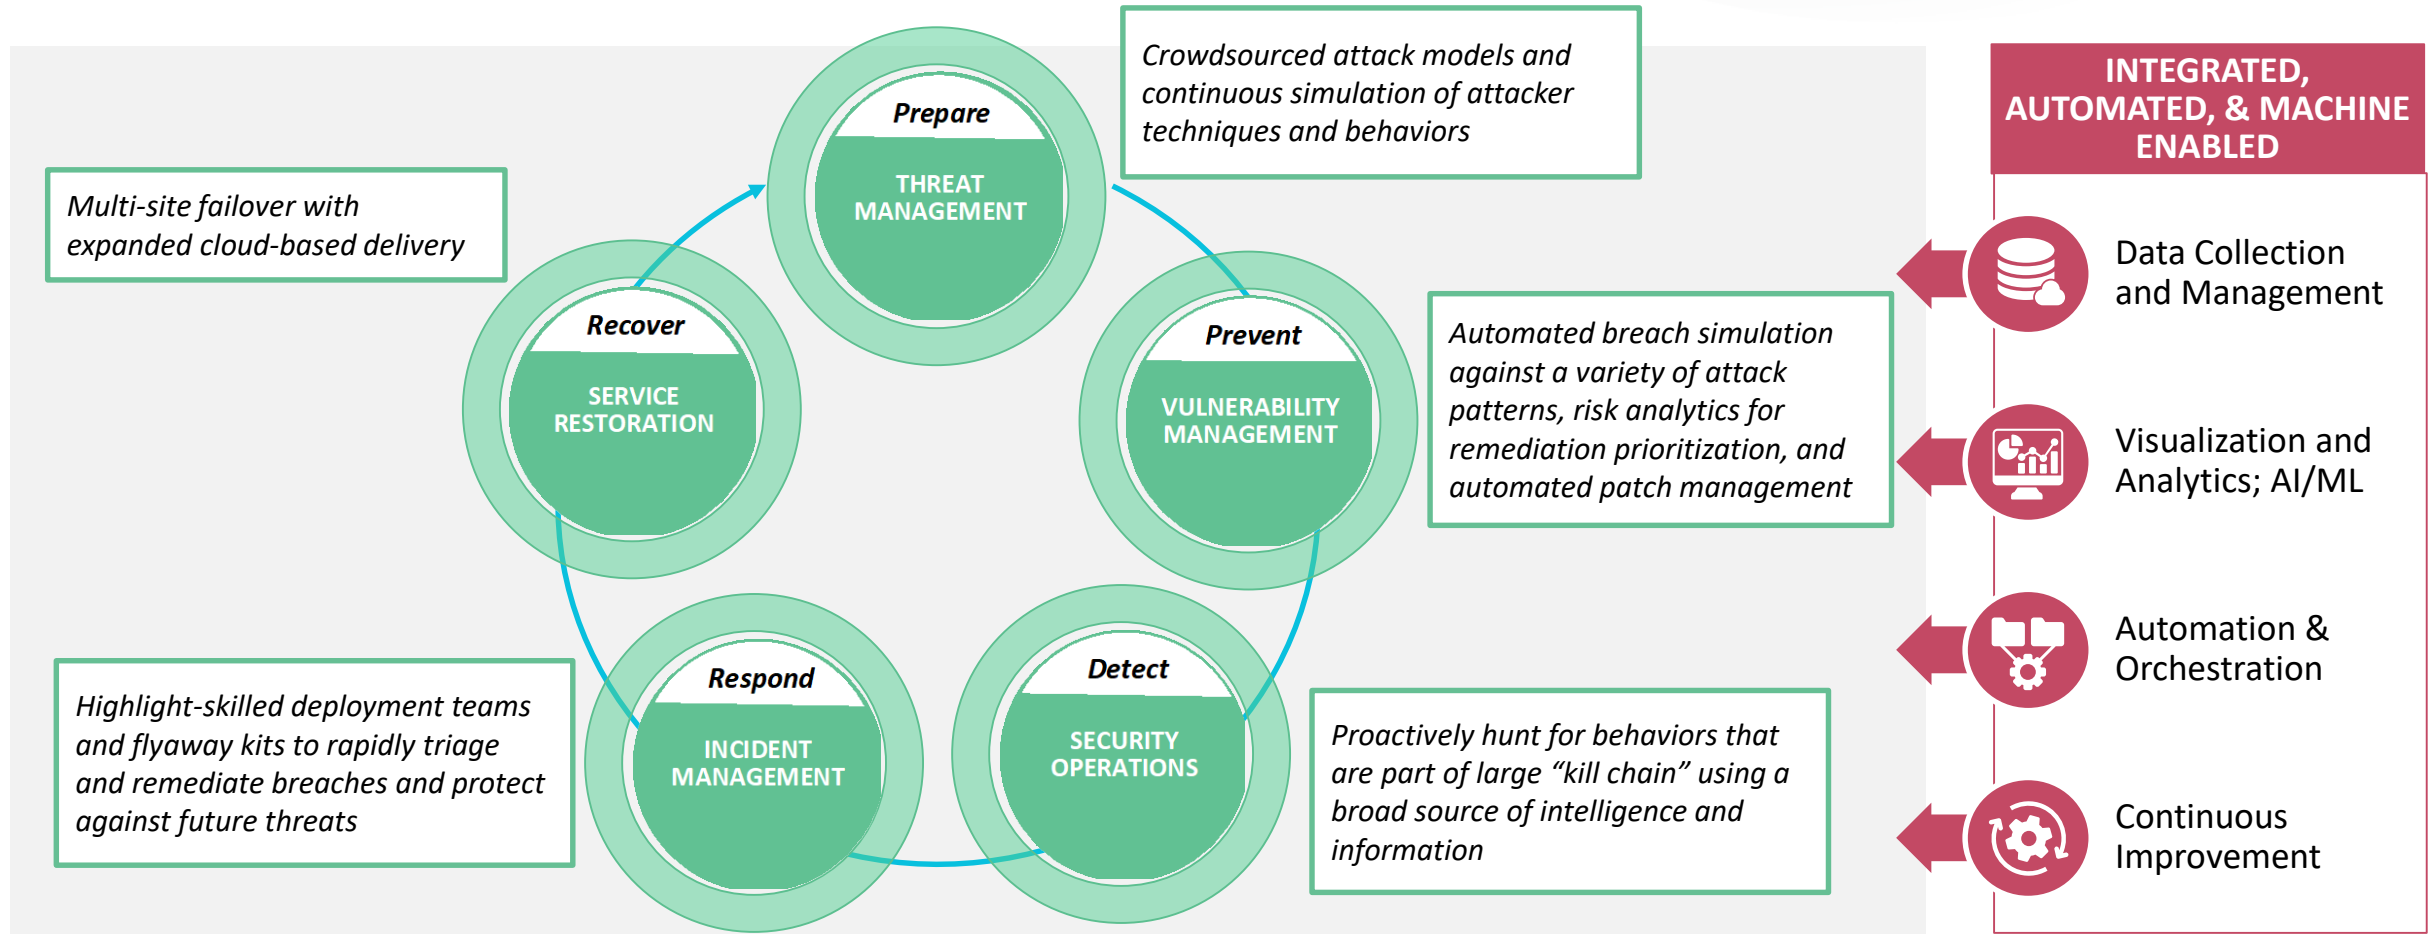 Prepare
THREAT
MANAGEMENT
Crowdsourced attack models and
continuous simulation of attacker
techniques and behaviors
Prevent
VULNERABILITY
MANAGEMENT
Automated breach simulation
against a variety of attack
patterns, risk analytics for
remediation prioritization, and
automated patch management
Detect
SECURITY
OPERATIONS
Proactively hunt for behaviors that
are part of large “kill chain” using a
broad source of intelligence and
information
Respond
INCIDENT
MANAGEMENT
Highlight-skilled deployment teams
and flyaway kits to rapidly triage
and remediate breaches and protect
against future threats
Recover
SERVICE
RESTORATION
Multi-site failover with
expanded cloud-based delivery
INTEGRATED,
AUTOMATED, & MACHINE
ENABLED
Data Collection
and Management
Visualization and
Analytics; AI/ML
Automation &
Orchestration
Continuous
Improvement